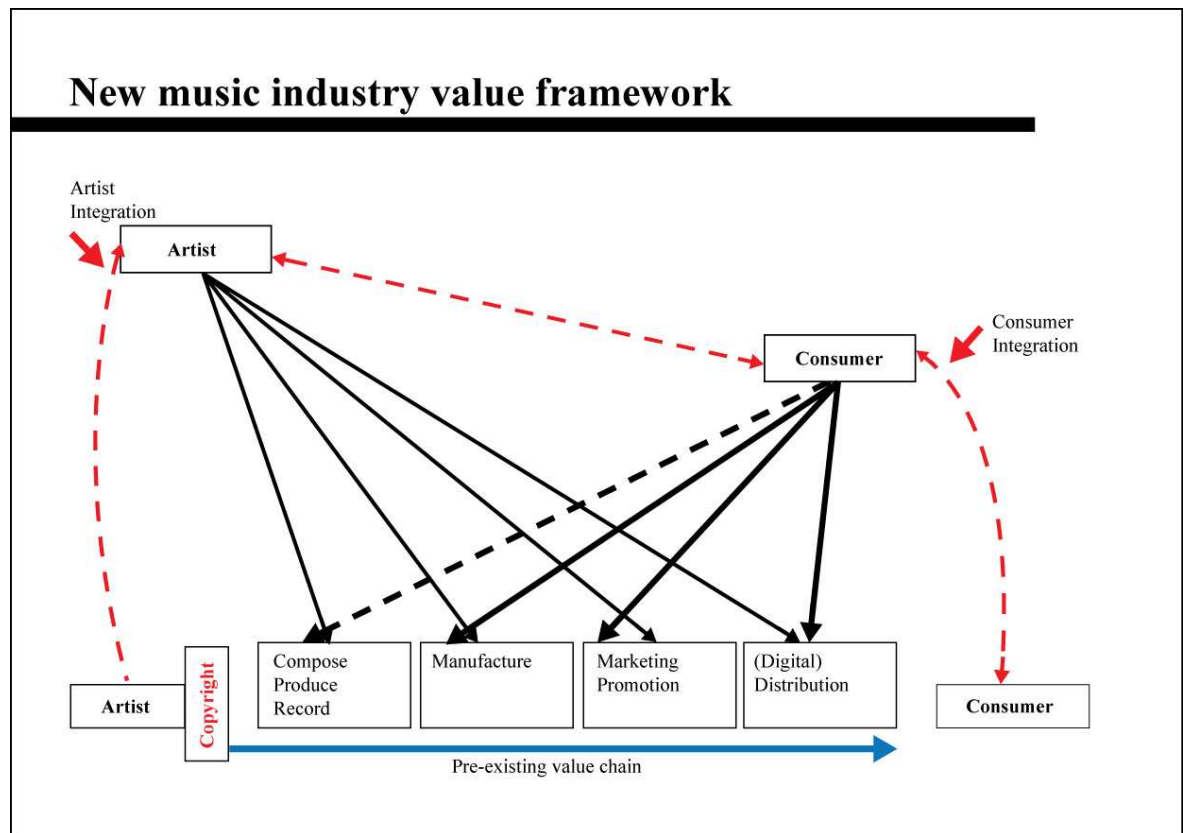 New music industry value framework
Artist
Integration
Artist
Consumer
Integration
Consumer
Compose
Produce
Record
Manufacture
Marketing
Promotion
(Digital)
Distribution
Artist
Copyright
Consumer
Pre-existing value chain